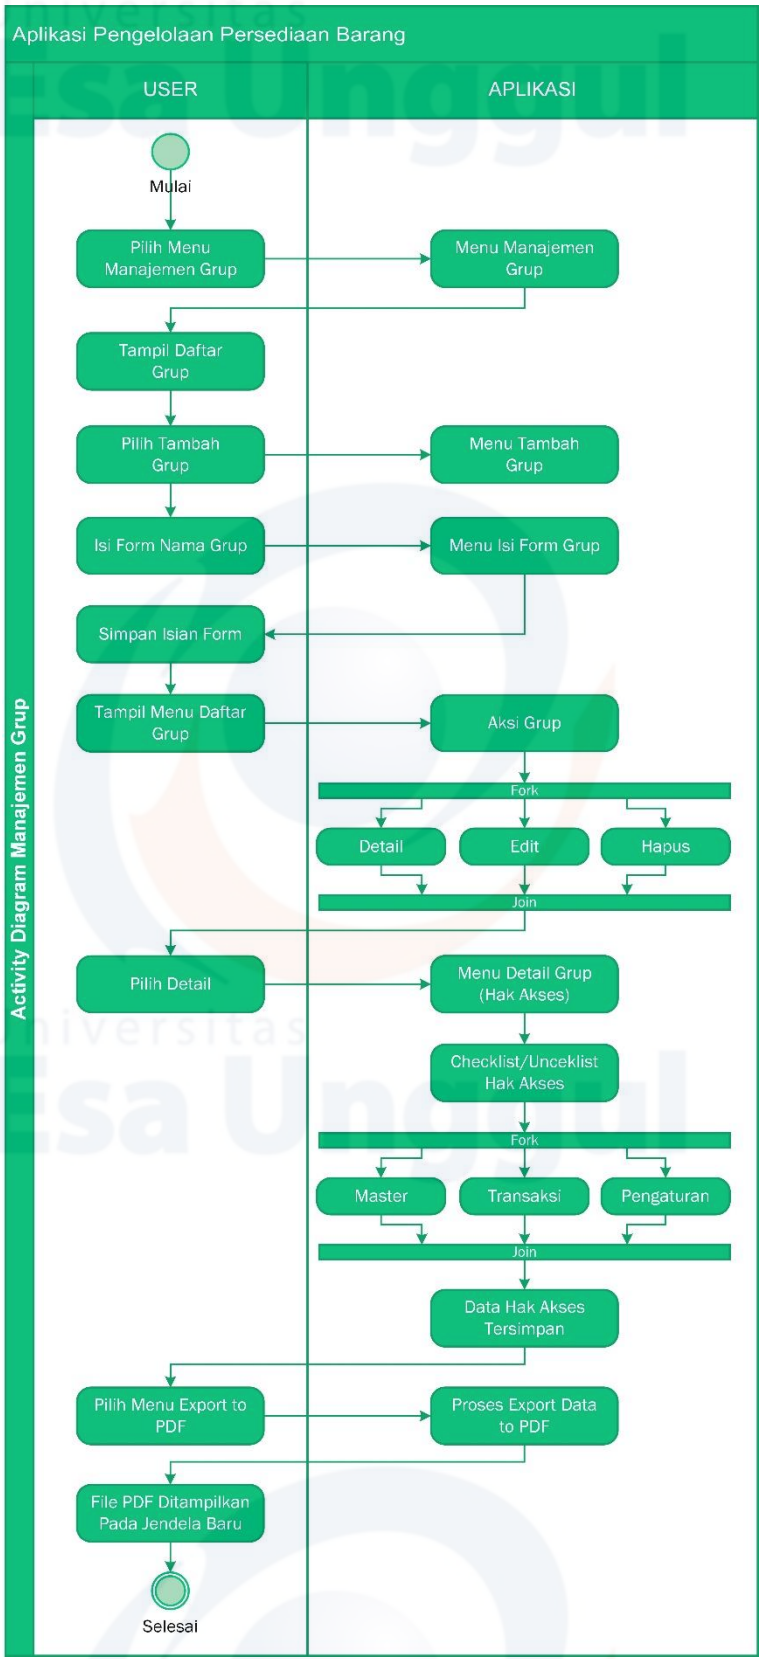 Universitas
Esa Unggul
Aplikasi Pengelolaan Persediaan Barang
USER
APLIKASI
Activity Diagram Manajemen Grup
Mulai
Pilih Menu
Manajemen Grup
Menu Manajemen
Grup
Tampil Daftar
Grup
Pilih Tambah
Grup
Menu Tambah
Grup
Isi Form Nama Grup
Menu Isi Form Grup
Simpan Isian Form
Tampil Menu Daftar
Grup
Aksi Grup
Fork
Detail
Edit
Hapus
Join
Pilih Detail
Menu Detail Grup
(Hak Akses)
Universitas
Esa Unggul
Checklist/Unceklist
Hak Akses
Fork
Master
Transaksi
Pengaturan
Join
Data Hak Akses
Tersimpan
Pilih Menu Export to
PDF
Proses Export Data
to PDF
File PDF Ditampilkan
Pada Jendela Baru
Selesai